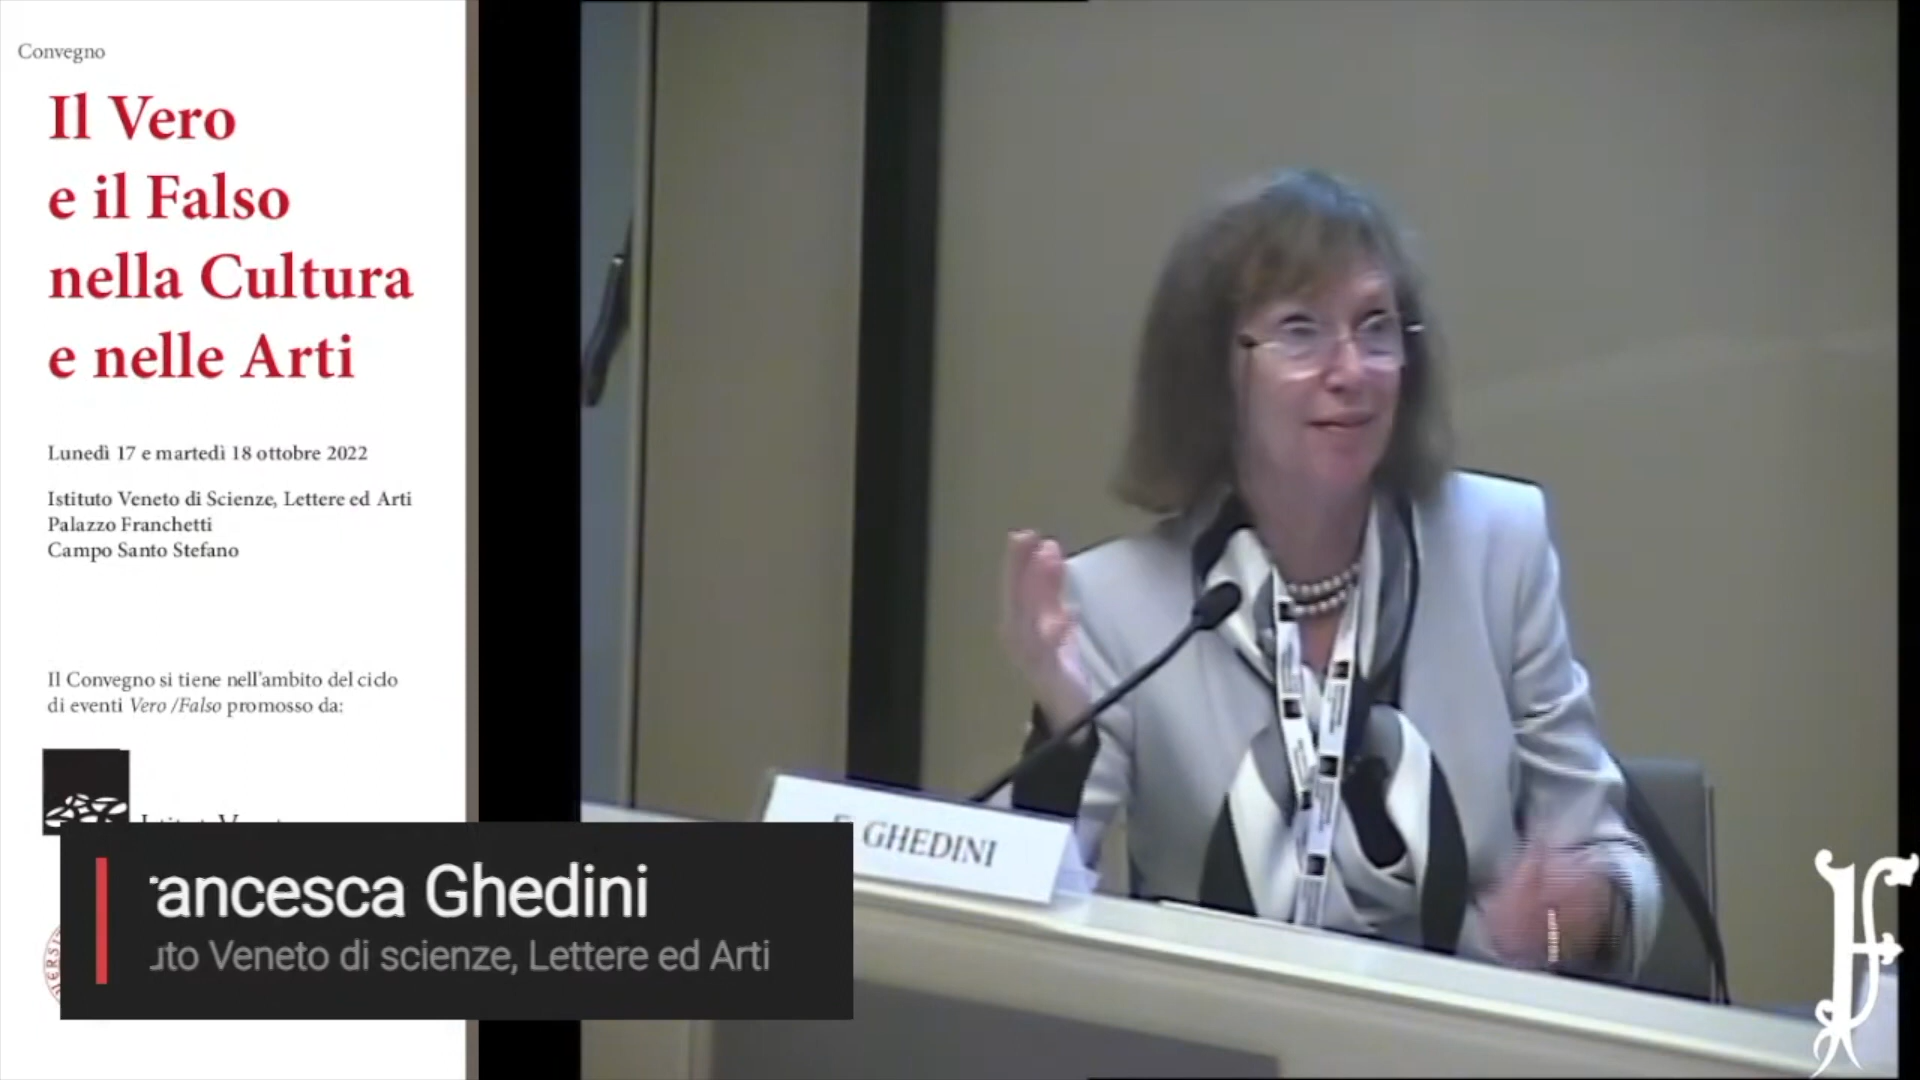 Convegno
Il Vero
e il Falso
nella Cultura
e nelle Arti
Lunedì 17 e martedì 18 ottobre 2022
Istituto Veneto di Scienze, Lettere ed Arti
Palazzo Franchetti
Campo Santo Stefano
Il Convegno si tiene nell'ambito del ciclo
di eventi Vero /Falso promosso da:
rancesca Ghedini
uto Veneto di scienze, Lettere ed Arti
F. GHEDINI